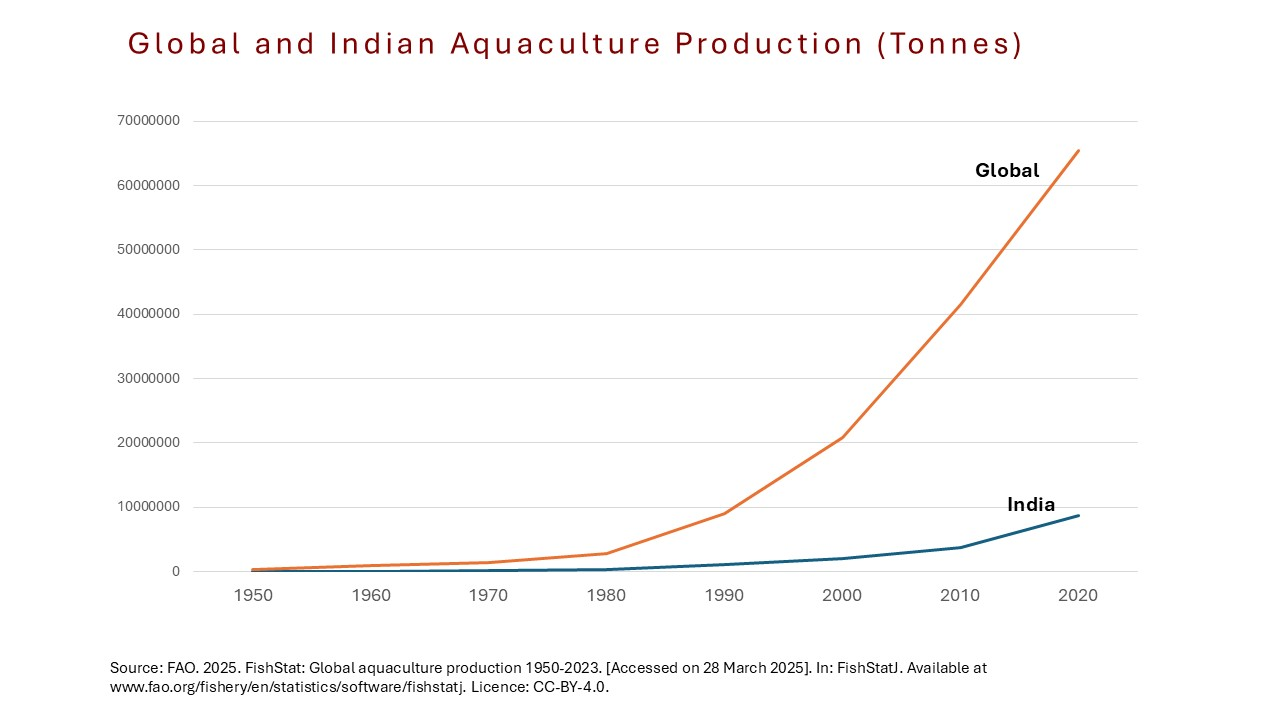 Global and Indian Aquaculture Production (Tonnes)
70000000
Global
60000000
50000000
40000000
30000000
20000000
10000000
India
0
1950 1960 1970 1980 1990 2000 2010 2020
Source: FAO. 2025. FishStat: Global aquaculture production 1950-2023. [Accessed on 28 March 2025]. In: FishStatJ. Available at
www.fao.org/fishery/en/statistics/software/fishstatj. Licence: CC-BY-4.0.